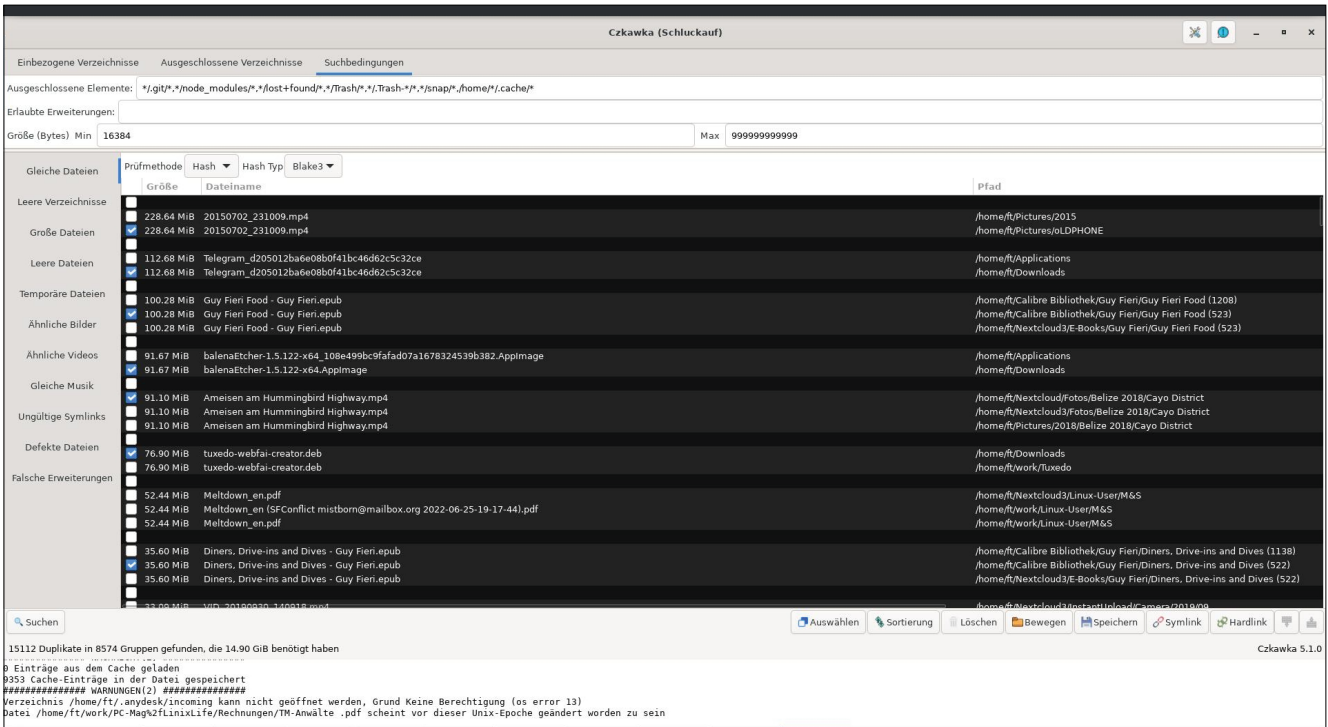 Czkawka (Schluckauf)
Einbezogene Verzeichnisse Ausgeschlossene Verzeichnisse Suchbedingungen
Ausgeschlossene Elemente: */.git/*,*/node_modules/*,*/lost+found/*,*/Trash/*,*/.Trash-*/*,*/snap/*,/home/*/.cache/*
Erlaubte Erweiterungen:
Größe (Bytes) Min 16384 Max 999999999999
Gleiche Dateien
Leere Verzeichnisse
Große Dateien
Leere Dateien
Temporäre Dateien
Ähnliche Bilder
Ähnliche Videos
Gleiche Musik
Ungültige Symlinks
Defekte Dateien
Falsche Erweiterungen
Prüfmethode Hash Hash Typ Blake3
Größe Dateiname Pfad
228.64 MiB 20150702_231009.mp4 /home/ft/Pictures/2015
228.64 MiB 20150702_231009.mp4 /home/ft/Pictures/oLDPHONE
112.68 MiB Telegram_d205012ba6e08b0f41bc46d62c5c32ce /home/ft/Applications
112.68 MiB Telegram_d205012ba6e08b0f41bc46d62c5c32ce /home/ft/Downloads
100.28 MiB Guy Fieri Food - Guy Fieri.epub /home/ft/Calibre Bibliothek/Guy Fieri/Guy Fieri Food (1208)
100.28 MiB Guy Fieri Food - Guy Fieri.epub /home/ft/Calibre Bibliothek/Guy Fieri/Guy Fieri Food (523)
100.28 MiB Guy Fieri Food - Guy Fieri.epub /home/ft/Nextcloud3/E-Books/Guy Fieri/Guy Fieri Food (523)
91.67 MiB balenaEtcher-1.5.122-x64_108e499bc9fafad07a1678324539b382.AppImage /home/ft/Applications
91.67 MiB balenaEtcher-1.5.122-x64.AppImage /home/ft/Downloads
91.10 MiB Ameisen am Hummingbird Highway.mp4 /home/ft/Nextcloud/Fotos/Belize 2018/Cayo District
91.10 MiB Ameisen am Hummingbird Highway.mp4 /home/ft/Nextcloud3/Fotos/Belize 2018/Cayo District
91.10 MiB Ameisen am Hummingbird Highway.mp4 /home/ft/Pictures/2018/Belize 2018/Cayo District
76.90 MiB tuxedo-webfai-creator.deb /home/ft/Downloads
76.90 MiB tuxedo-webfai-creator.deb /home/ft/work/Tuxedo
52.44 MiB Meltdown_en.pdf /home/ft/Nextcloud3/Linux-User/M&S
52.44 MiB Meltdown_en (SFConflict mistborn@mailbox.org 2022-06-25-19-17-44).pdf /home/ft/work/Linux-User/M&S
52.44 MiB Meltdown_en.pdf /home/ft/work/Linux-User/M&S
35.60 MiB Diners, Drive-ins and Dives - Guy Fieri.epub /home/ft/Calibre Bibliothek/Guy Fieri/Diners, Drive-ins and Dives (1138)
35.60 MiB Diners, Drive-ins and Dives - Guy Fieri.epub /home/ft/Calibre Bibliothek/Guy Fieri/Diners, Drive-ins and Dives (522)
35.60 MiB Diners, Drive-ins and Dives - Guy Fieri.epub /home/ft/Nextcloud3/E-Books/Guy Fieri/Diners, Drive-ins and Dives (522)
33.09 MiB VID_20190930_140918.mp4 /home/ft/Nextcloud3/InstantUpload/Camera/2019/09
Suchen Auswählen Sortierung Löschen Bewegen Speichern Symlink Hardlink
15112 Duplikate in 8574 Gruppen gefunden, die 14.90 GiB benötigt haben Czkawka 5.1.0
0 Einträge aus dem Cache geladen
9353 Cache-Einträge in der Datei gespeichert
############### WARNUNGEN(2) ###############
Verzeichnis /home/ft/.anydesk/incoming kann nicht geöffnet werden, Grund Keine Berechtigung (os error 13)
Datei /home/ft/work/PC-Mag%2fLinixLife/Rechnungen/TM-Anwälte .pdf scheint vor dieser Unix-Epoche geändert worden zu sein